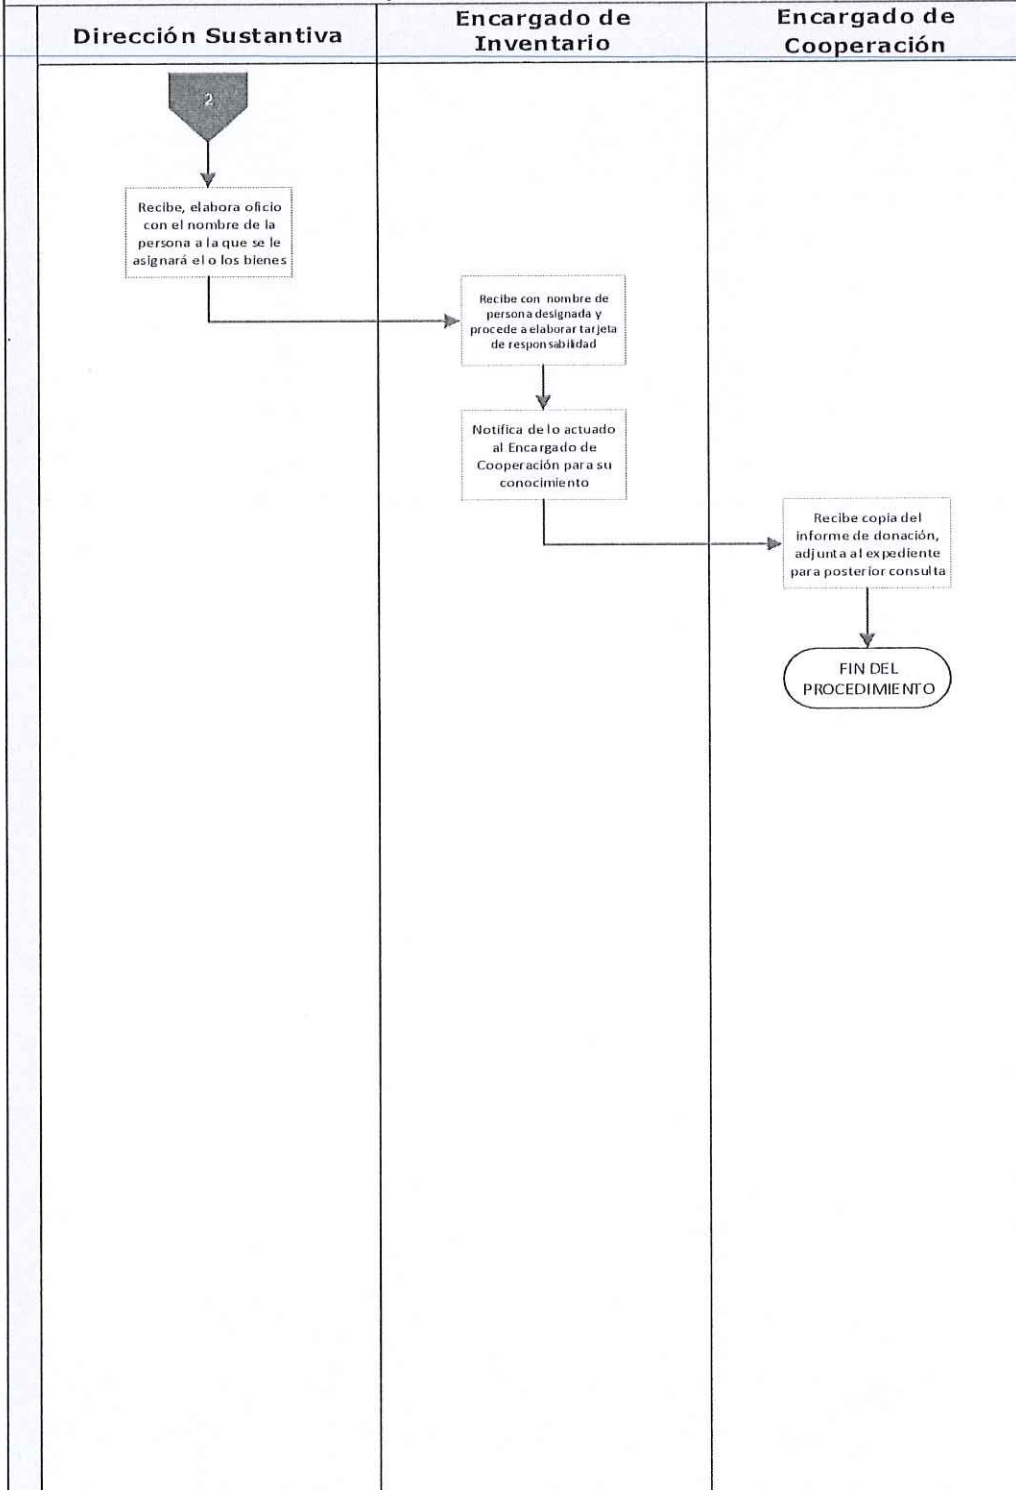 Dirección Sustantiva
Encargado de
Inventario
Encargado de
Cooperación
2
Recibe, elabora oficio
con el nombre de la
persona a la que se le
asignará el o los bienes
Recibe con nombre de
persona designada y
procede a elaborar tarjeta
de responsabilidad
Notifica de lo actuado
al Encargado de
Cooperación para su
conocimiento
Recibe copia del
informe de donación,
adjunta al expediente
para posterior consulta
FIN DEL
PROCEDIMIENTO